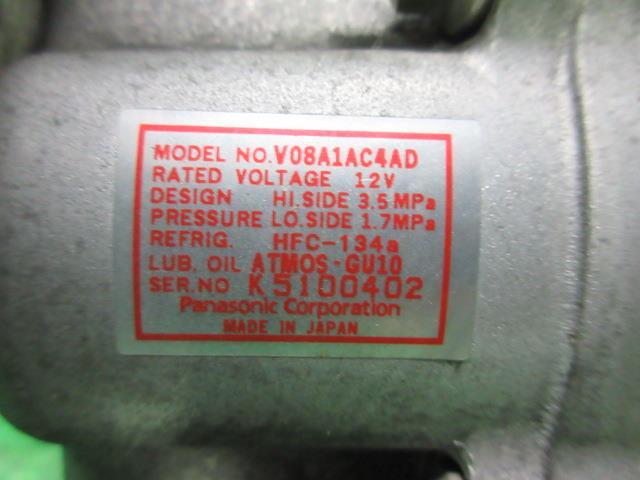 MODEL NO. V08A1AC4AD
RATED VOLTAGE 12V
DESIGN HI.SIDE 3.5MPa
PRESSURE LO.SIDE 1.7MPa
REFRIG. HFC-134a
LUB. OIL ATMOS-GU10
SER.NO K5100402
Panasonic Corporation
MADE IN JAPAN